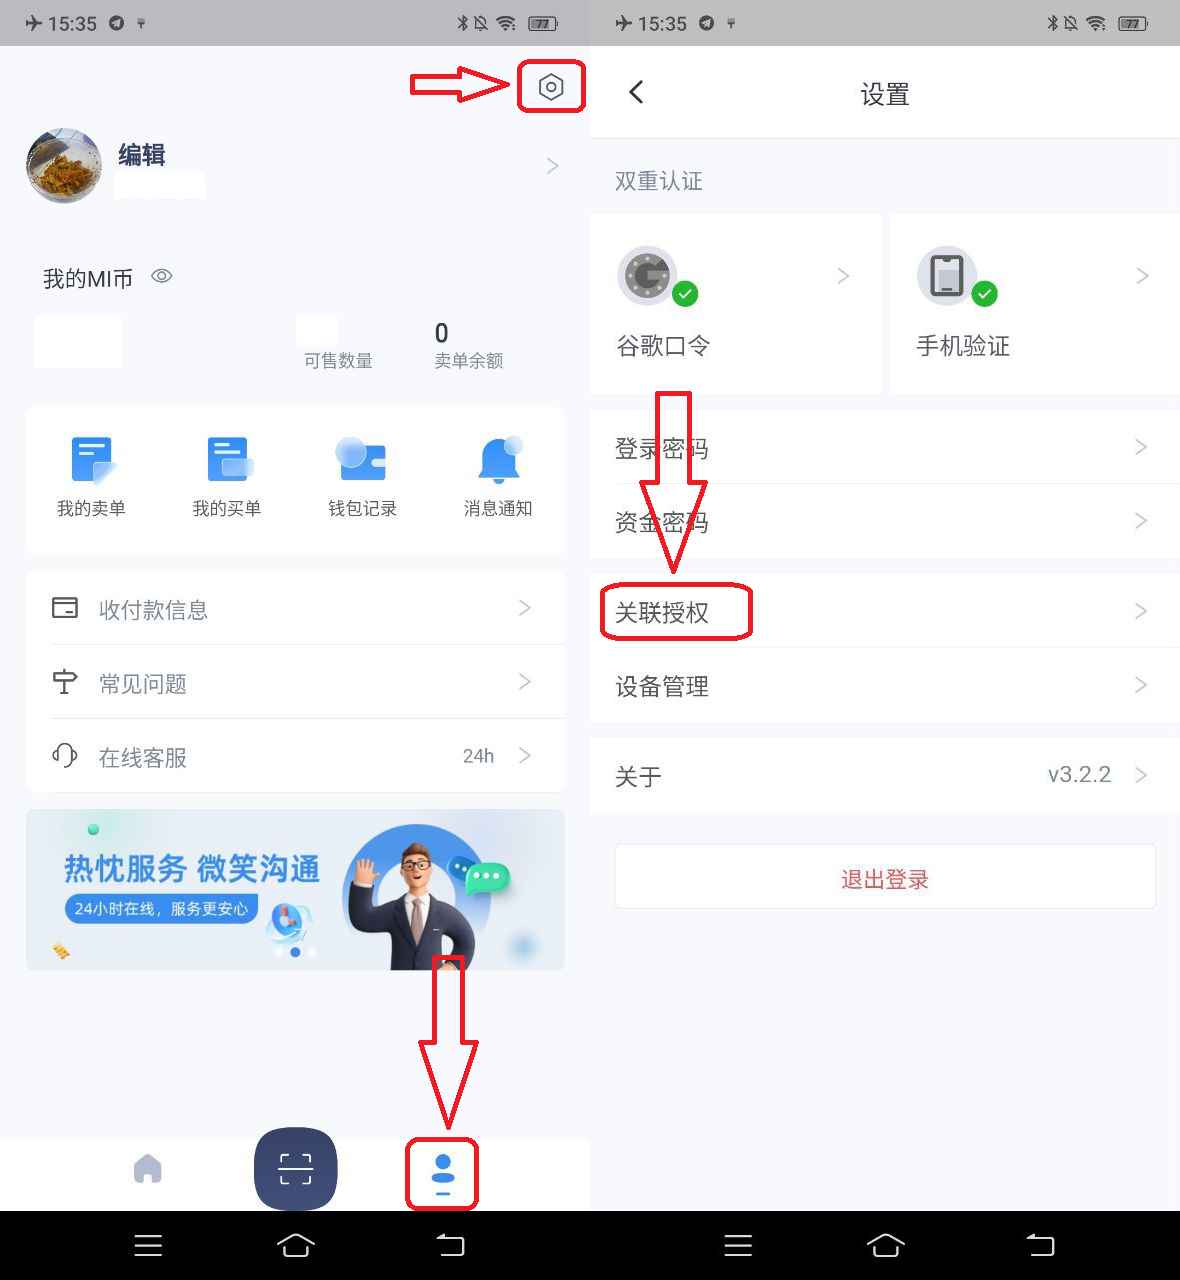 15:35
77
编辑
我的MI币
0
可售数量
卖单余额
我的卖单
我的买单
钱包记录
消息通知
收付款信息
常见问题
在线客服
24h
热忱服务 微笑沟通
24小时在线，服务更安心
15:35
77
设置
双重认证
谷歌口令
手机验证
登录密码
资金密码
关联授权
设备管理
关于
v3.2.2
退出登录